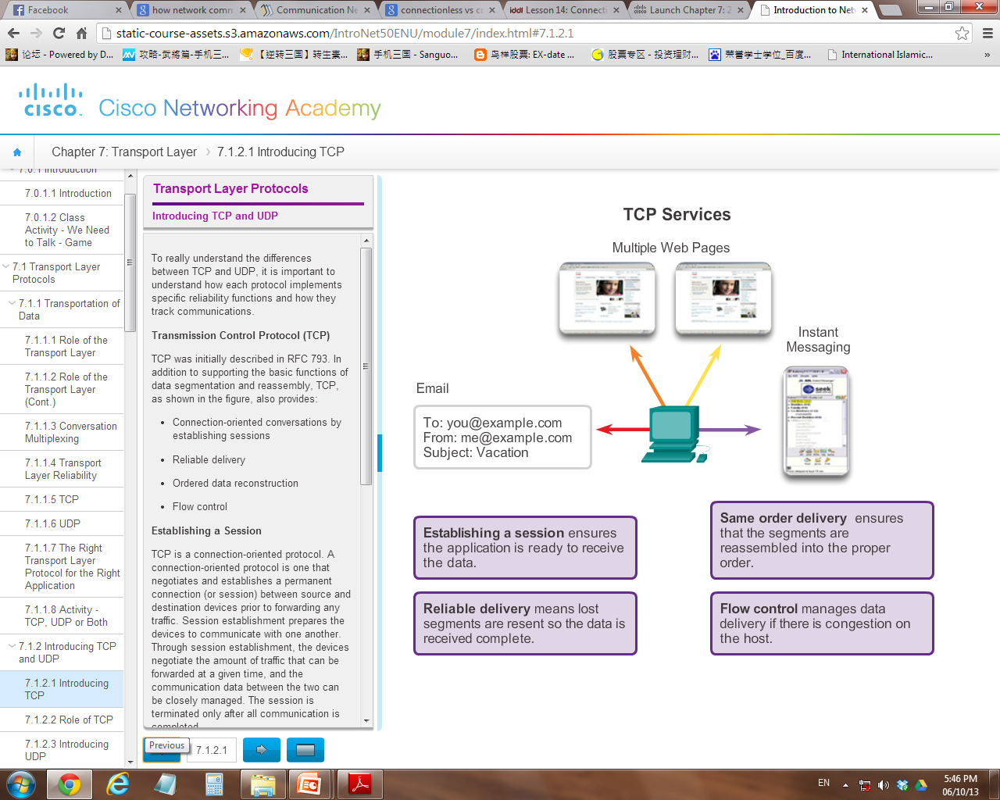 Facebook
how network comm
Communication Ne
connectionless vs c
iddl Lesson 14: Connecti
Launch Chapter 7: 2
Introduction to Net
static-course-assets.s3.amazonaws.com/IntroNet50ENU/module7/index.html#7.1.2.1
论坛 - Powered by D...
攻略-武将篇-手机三...
【逆转三国】转生素...
手机三国 - Sanguo...
鸟样股票: EX-date ...
股票专区 - 投资理财...
荣誉学士学位_百度...
International Islamic...
»
CISCO
Cisco Networking Academy
Chapter 7: Transport Layer
7.1.2.1 Introducing TCP
7.0.1 Introduction
7.0.1.1 Introduction
7.0.1.2 Class
Activity - We Need
to Talk - Game
7.1 Transport Layer
Protocols
7.1.1 Transportation of
Data
7.1.1.1 Role of the
Transport Layer
7.1.1.2 Role of the
Transport Layer
(Cont.)
7.1.1.3 Conversation
Multiplexing
7.1.1.4 Transport
Layer Reliability
7.1.1.5 TCP
7.1.1.6 UDP
7.1.1.7 The Right
Transport Layer
Protocol for the Right
Application
7.1.1.8 Activity -
TCP, UDP or Both
7.1.2 Introducing TCP
and UDP
7.1.2.1 Introducing
TCP
7.1.2.2 Role of TCP
7.1.2.3 Introducing
UDP
Transport Layer Protocols
Introducing TCP and UDP
To really understand the differences
between TCP and UDP, it is important to
understand how each protocol implements
specific reliability functions and how they
track communications.
Transmission Control Protocol (TCP)
TCP was initially described in RFC 793. In
addition to supporting the basic functions of
data segmentation and reassembly, TCP,
as shown in the figure, also provides:
• Connection-oriented conversations by
establishing sessions
• Reliable delivery
• Ordered data reconstruction
• Flow control
Establishing a Session
TCP is a connection-oriented protocol. A
connection-oriented protocol is one that
negotiates and establishes a permanent
connection (or session) between source and
destination devices prior to forwarding any
traffic. Session establishment prepares the
devices to communicate with one another.
Through session establishment, the devices
negotiate the amount of traffic that can be
forwarded at a given time, and the
communication data between the two can
be closely managed. The session is
terminated only after all communication is
completed.
Previous
7.1.2.1
TCP Services
Multiple Web Pages
Instant
Messaging
seek
Email
To: you@example.com
From: me@example.com
Subject: Vacation
Establishing a session ensures
the application is ready to receive
the data.
Same order delivery ensures
that the segments are
reassembled into the proper
order.
Reliable delivery means lost
segments are resent so the data is
received complete.
Flow control manages data
delivery if there is congestion on
the host.
EN
5:46 PM
06/10/13